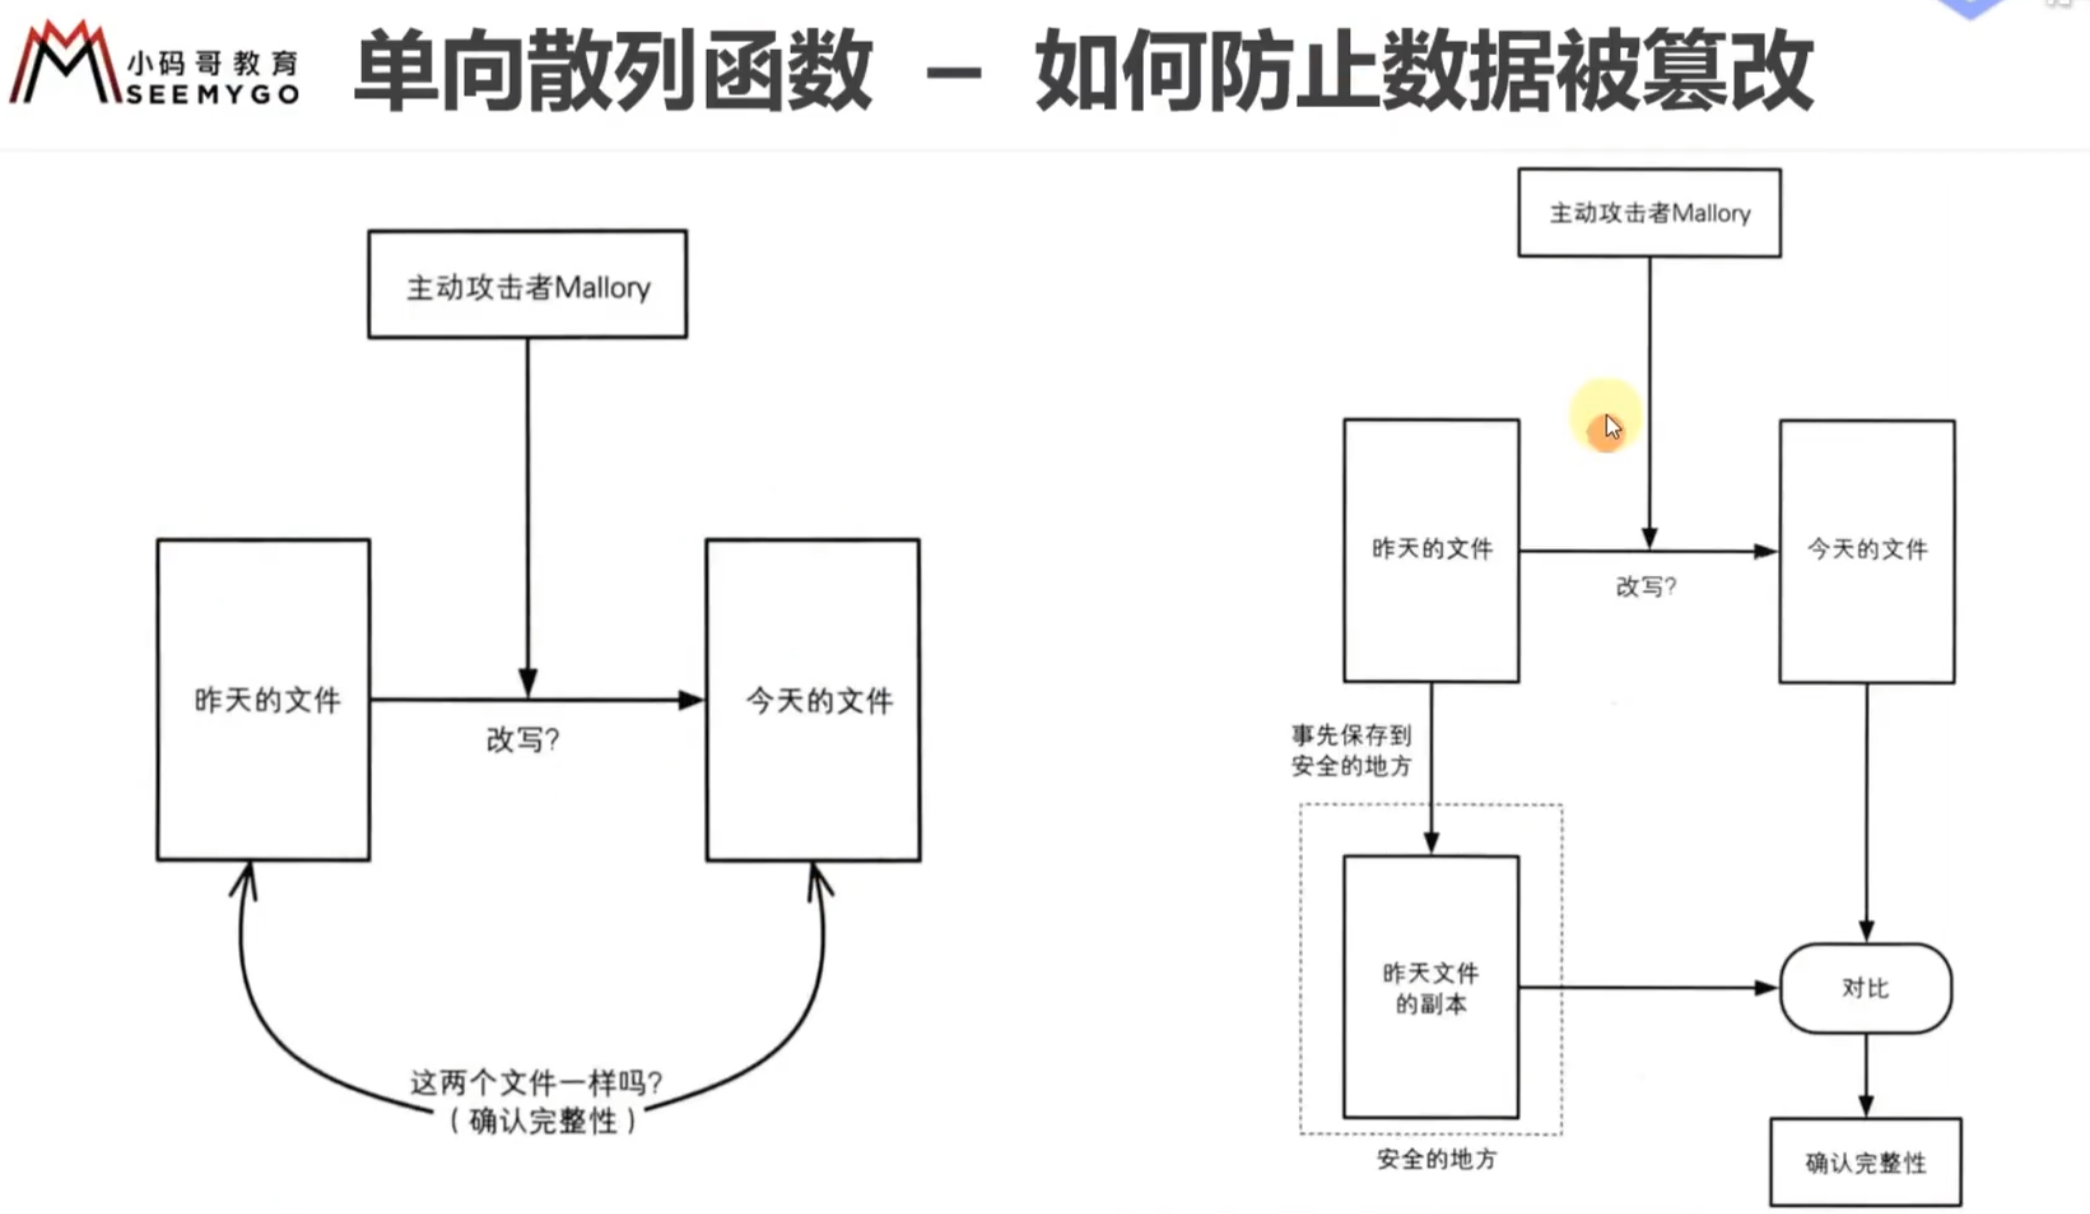 小码哥教育
SEEMYGO
单向散列函数 – 如何防止数据被篡改
主动攻击者Mallory
昨天的文件
改写?
今天的文件
这两个文件一样吗?
(确认完整性)
主动攻击者Mallory
昨天的文件
改写?
今天的文件
事先保存到
安全的地方
昨天文件
的副本
对比
安全的地方
确认完整性